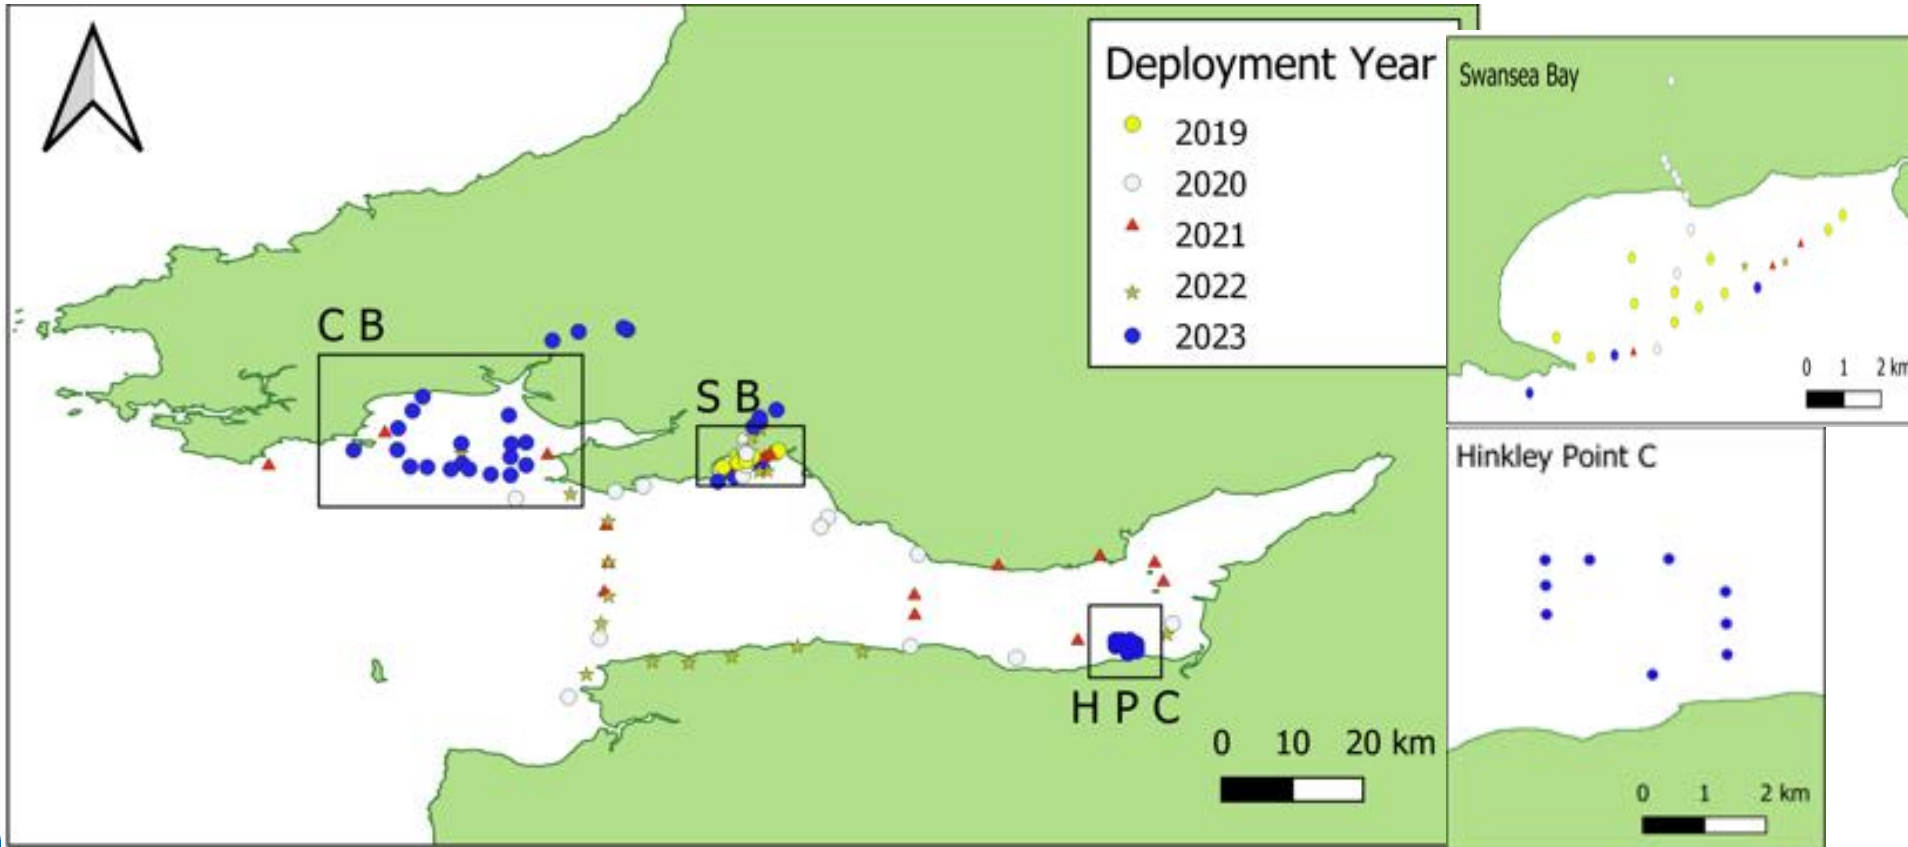 Deployment Year
2019
2020
2021
2022
2023
C B
S B
H P C
0 10 20 km
Swansea Bay
0 1 2 km
Hinkley Point C
0 1 2 km